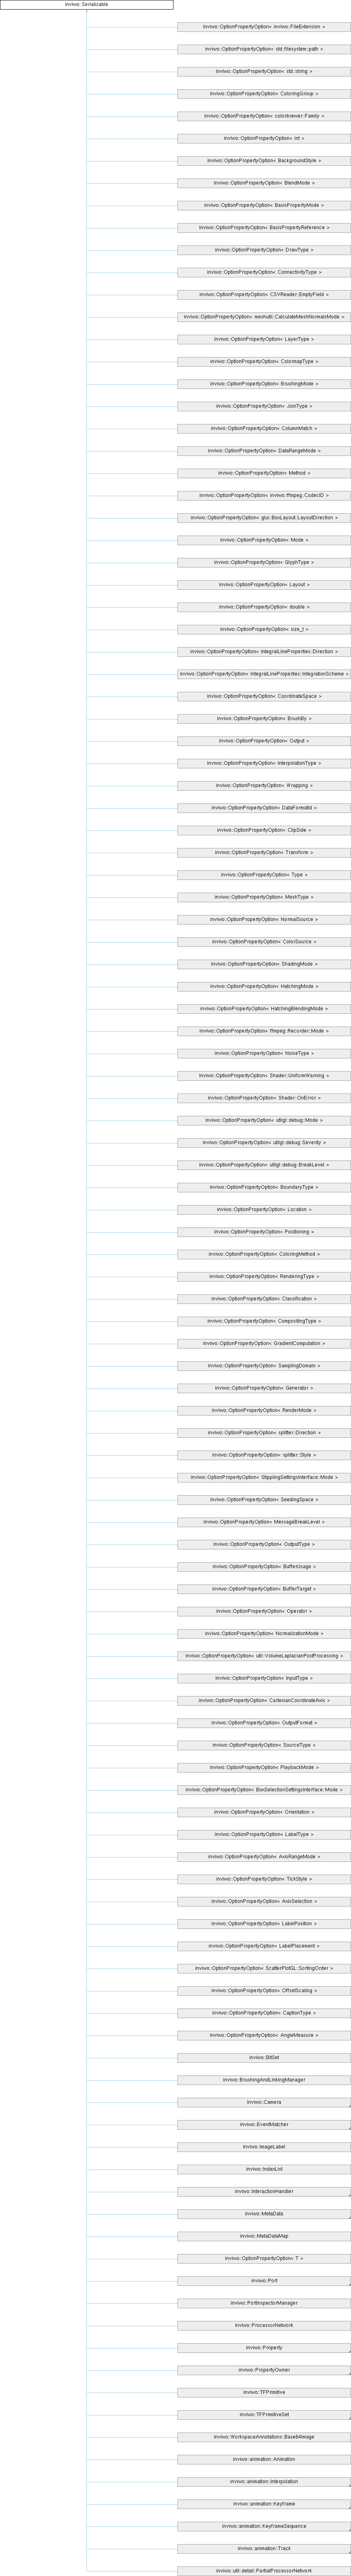 inviwo::Serializable
inviwo::OptionPropertyOption< inviwo::FileExtension >
inviwo::OptionPropertyOption< std::filesystem::path >
inviwo::OptionPropertyOption< std::string >
inviwo::OptionPropertyOption< ColoringGroup >
inviwo::OptionPropertyOption< colorbrewer::Family >
inviwo::OptionPropertyOption< int >
inviwo::OptionPropertyOption< BackgroundStyle >
inviwo::OptionPropertyOption< BlendMode >
inviwo::OptionPropertyOption< BasisPropertyMode >
inviwo::OptionPropertyOption< BasisPropertyReference >
inviwo::OptionPropertyOption< DrawType >
inviwo::OptionPropertyOption< ConnectivityType >
inviwo::OptionPropertyOption< CSVReader::EmptyField >
inviwo::OptionPropertyOption< meshutil::CalculateMeshNormalsMode >
inviwo::OptionPropertyOption< LayerType >
inviwo::OptionPropertyOption< ColormapType >
inviwo::OptionPropertyOption< BrushingMode >
inviwo::OptionPropertyOption< JoinType >
inviwo::OptionPropertyOption< ColumnMatch >
inviwo::OptionPropertyOption< DataRangeMode >
inviwo::OptionPropertyOption< Method >
inviwo::OptionPropertyOption< inviwo::ffmpeg::CodecID >
inviwo::OptionPropertyOption< glui::BoxLayout::LayoutDirection >
inviwo::OptionPropertyOption< Mode >
inviwo::OptionPropertyOption< GlyphType >
inviwo::OptionPropertyOption< Layout >
inviwo::OptionPropertyOption< double >
inviwo::OptionPropertyOption< size_t >
inviwo::OptionPropertyOption< IntegralLineProperties::Direction >
inviwo::OptionPropertyOption< IntegralLineProperties::IntegrationScheme >
inviwo::OptionPropertyOption< CoordinateSpace >
inviwo::OptionPropertyOption< BrushBy >
inviwo::OptionPropertyOption< Output >
inviwo::OptionPropertyOption< InterpolationType >
inviwo::OptionPropertyOption< Wrapping >
inviwo::OptionPropertyOption< DataFormatId >
inviwo::OptionPropertyOption< ClipSide >
inviwo::OptionPropertyOption< Transform >
inviwo::OptionPropertyOption< Type >
inviwo::OptionPropertyOption< MeshType >
inviwo::OptionPropertyOption< NormalSource >
inviwo::OptionPropertyOption< ColorSource >
inviwo::OptionPropertyOption< ShadingMode >
inviwo::OptionPropertyOption< HatchingMode >
inviwo::OptionPropertyOption< HatchingBlendingMode >
inviwo::OptionPropertyOption< ffmpeg::Recorder::Mode >
inviwo::OptionPropertyOption< NoiseType >
inviwo::OptionPropertyOption< Shader::UniformWarning >
inviwo::OptionPropertyOption< Shader::OnError >
inviwo::OptionPropertyOption< utilgl::debug::Mode >
inviwo::OptionPropertyOption< utilgl::debug::Severity >
inviwo::OptionPropertyOption< utilgl::debug::BreakLevel >
inviwo::OptionPropertyOption< BoundaryType >
inviwo::OptionPropertyOption< Location >
inviwo::OptionPropertyOption< Positioning >
inviwo::OptionPropertyOption< ColoringMethod >
inviwo::OptionPropertyOption< RenderingType >
inviwo::OptionPropertyOption< Classification >
inviwo::OptionPropertyOption< CompositingType >
inviwo::OptionPropertyOption< GradientComputation >
inviwo::OptionPropertyOption< SamplingDomain >
inviwo::OptionPropertyOption< Generator >
inviwo::OptionPropertyOption< RenderMode >
inviwo::OptionPropertyOption< splitter::Direction >
inviwo::OptionPropertyOption< splitter::Style >
inviwo::OptionPropertyOption< StipplingSettingsInterface::Mode >
inviwo::OptionPropertyOption< SeedingSpace >
inviwo::OptionPropertyOption< MessageBreakLevel >
inviwo::OptionPropertyOption< OutputType >
inviwo::OptionPropertyOption< BufferUsage >
inviwo::OptionPropertyOption< BufferTarget >
inviwo::OptionPropertyOption< Operator >
inviwo::OptionPropertyOption< NormalizationMode >
inviwo::OptionPropertyOption< util::VolumeLaplacianPostProcessing >
inviwo::OptionPropertyOption< InputType >
inviwo::OptionPropertyOption< CartesianCoordinateAxis >
inviwo::OptionPropertyOption< OutputFormat >
inviwo::OptionPropertyOption< SourceType >
inviwo::OptionPropertyOption< PlaybackMode >
inviwo::OptionPropertyOption< BoxSelectionSettingsInterface::Mode >
inviwo::OptionPropertyOption< Orientation >
inviwo::OptionPropertyOption< LabelType >
inviwo::OptionPropertyOption< AxisRangeMode >
inviwo::OptionPropertyOption< TickStyle >
inviwo::OptionPropertyOption< AxisSelection >
inviwo::OptionPropertyOption< LabelPosition >
inviwo::OptionPropertyOption< LabelPlacement >
inviwo::OptionPropertyOption< ScatterPlotGL::SortingOrder >
inviwo::OptionPropertyOption< OffsetScaling >
inviwo::OptionPropertyOption< CaptionType >
inviwo::OptionPropertyOption< AngleMeasure >
inviwo::BitSet
inviwo::BrushingAndLinkingManager
inviwo::Camera
inviwo::EventMatcher
inviwo::ImageLabel
inviwo::IndexList
inviwo::InteractionHandler
inviwo::MetaData
inviwo::MetaDataMap
inviwo::OptionPropertyOption< T >
inviwo::Port
inviwo::PortInspectorManager
inviwo::ProcessorNetwork
inviwo::Property
inviwo::PropertyOwner
inviwo::TFPrimitive
inviwo::TFPrimitiveSet
inviwo::WorkspaceAnnotations::Base64Image
inviwo::animation::Animation
inviwo::animation::Interpolation
inviwo::animation::Keyframe
inviwo::animation::KeyframeSequence
inviwo::animation::Track
inviwo::util::detail::PartialProcessorNetwork